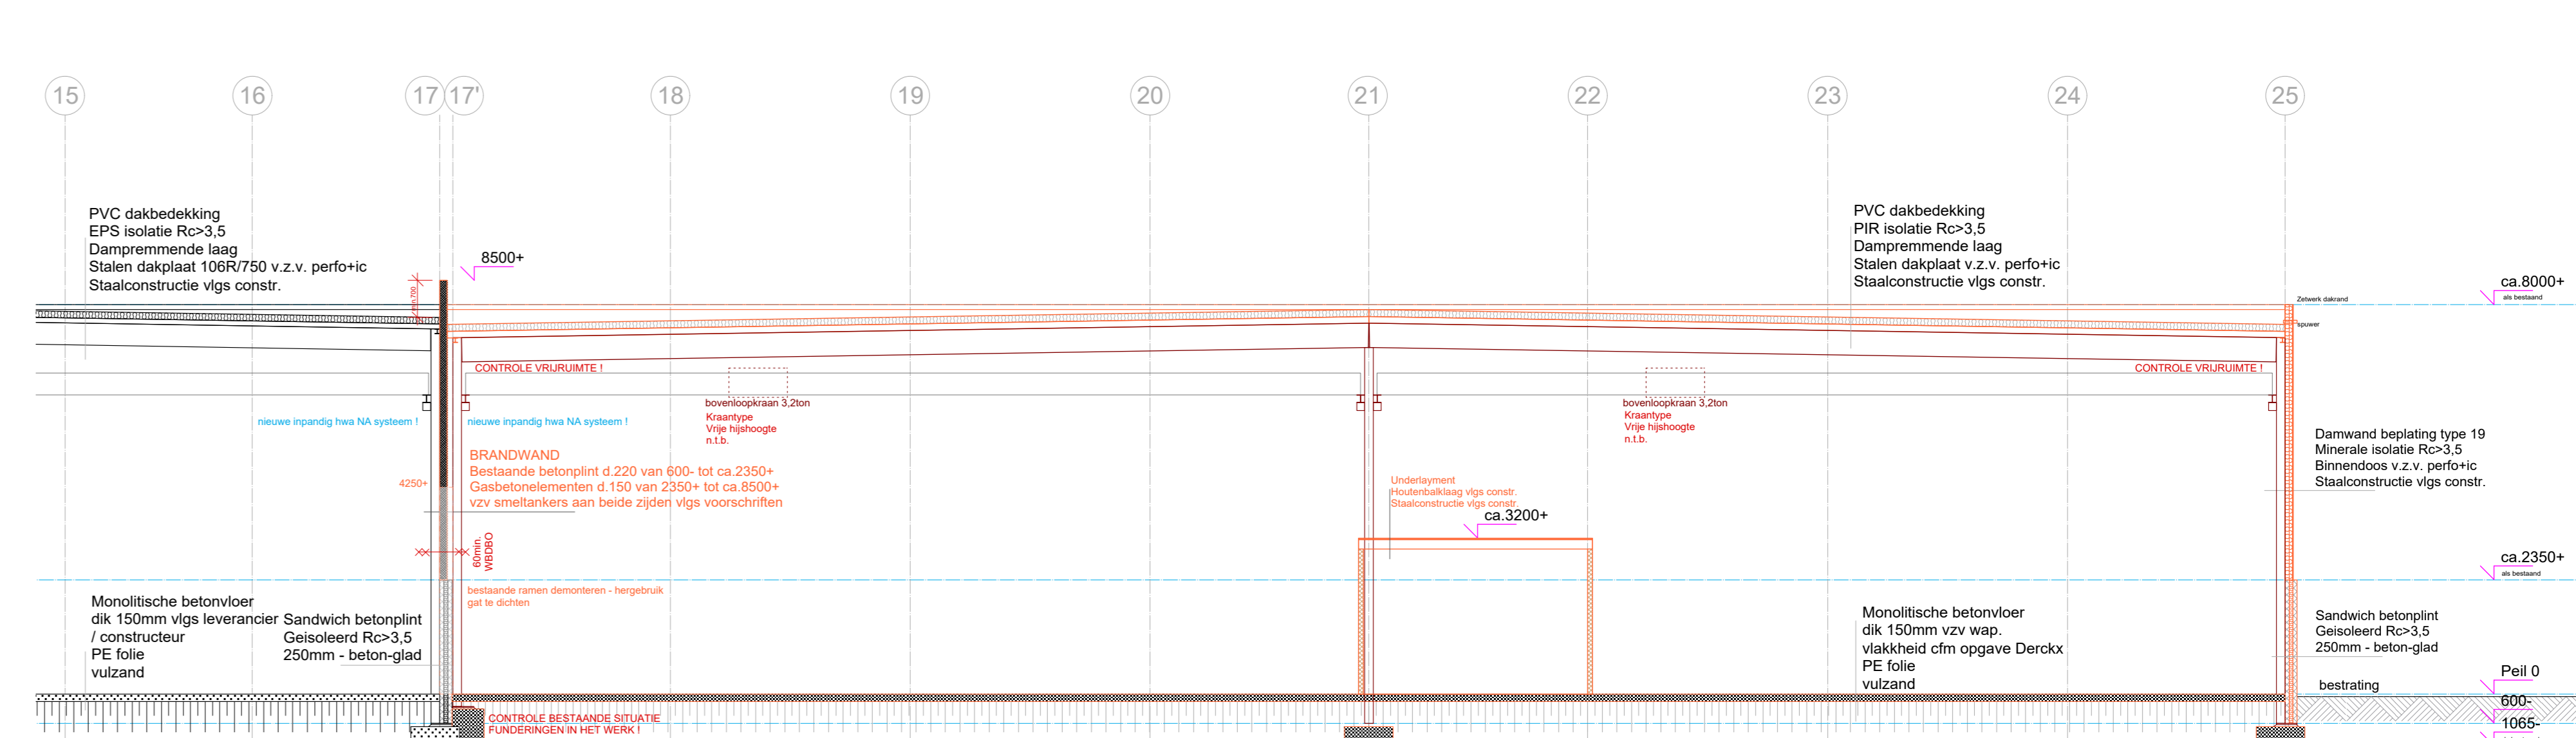 15
16
17
17'
18
19
20
21
22
23
24
25
PVC dakbedekking
EPS isolatie Rc>3,5
Dampremmende laag
Stalen dakplaat 106R/750 v.z.v. perfo+ic
Staalconstructie vlgs constr.
8500+
min.700
PVC dakbedekking
PIR isolatie Rc>3,5
Dampremmende laag
Stalen dakplaat v.z.v. perfo+ic
Staalconstructie vlgs constr.
ca.8000+
als bestaand
Zetwerk dakrand
spuwer
CONTROLE VRIJRUIMTE !
CONTROLE VRIJRUIMTE !
bovenloopkraan 3,2ton
Kraantype
Vrije hijshoogte
n.t.b.
bovenloopkraan 3,2ton
Kraantype
Vrije hijshoogte
n.t.b.
nieuwe inpandig hwa NA systeem !
nieuwe inpandig hwa NA systeem !
BRANDWAND
Bestaande betonplint d.220 van 600- tot ca.2350+
Gasbetonelementen d.150 van 2350+ tot ca.8500+
vzv smeltankers aan beide zijden vlgs voorschriften
4250+
60min.
WBDBO
Underlayment
Houtenbalklaag vlgs constr.
Staalconstructie vlgs constr.
ca.3200+
Damwand beplating type 19
Minerale isolatie Rc>3,5
Binnendoos v.z.v. perfo+ic
Staalconstructie vlgs constr.
ca.2350+
als bestaand
bestaande ramen demonteren - hergebruik
gat te dichten
Monolitische betonvloer
dik 150mm vlgs leverancier
/ constructeur
PE folie
vulzand
Sandwich betonplint
Geisoleerd Rc>3,5
250mm - beton-glad
Monolitische betonvloer
dik 150mm vzv wap.
vlakkheid cfm opgave Derckx
PE folie
vulzand
Sandwich betonplint
Geisoleerd Rc>3,5
250mm - beton-glad
bestrating
Peil 0
600-
1065-
CONTROLE BESTAANDE SITUATIE
FUNDERINGEN IN HET WERK !